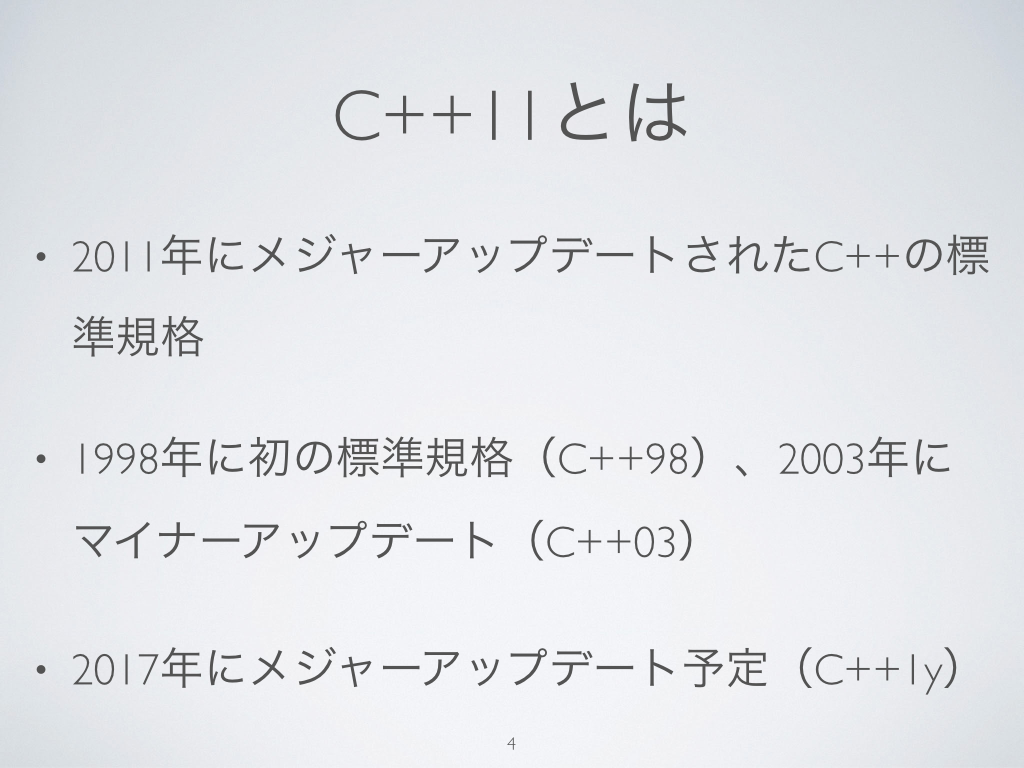 C++11とは
• 2011年にメジャーアップデートされたC++の標
準規格
• 1998年に初の標準規格（C++98）、2003年に
マイナーアップデート（C++03）
• 2017年にメジャーアップデート予定（C++1y）
4